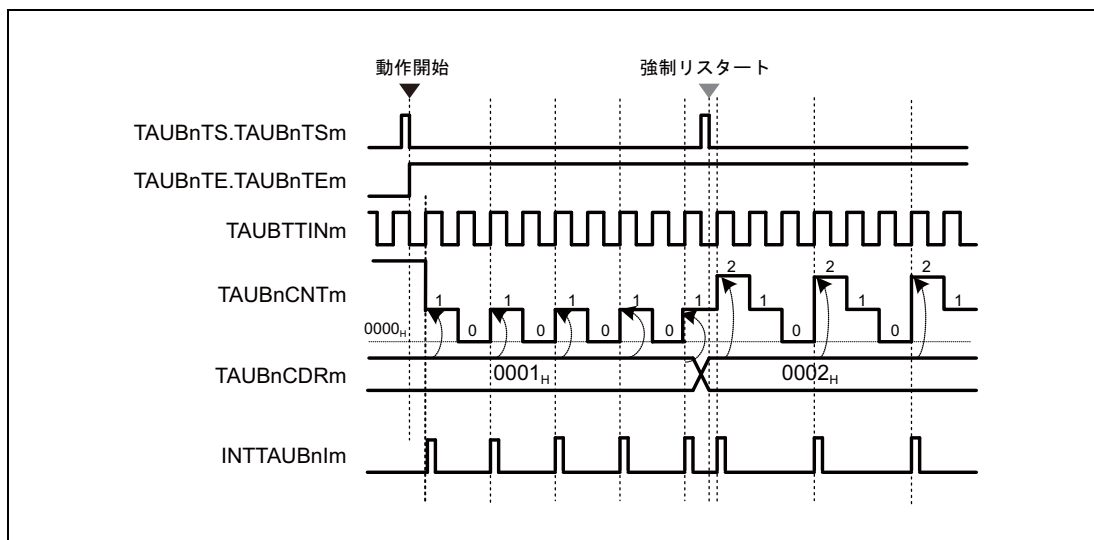 動作開始 強制リスタート
TAUBnTS.TAUBnTSm
TAUBnTE.TAUBnTEm
TAUBTTINm
2 2 2
TAUBnCNTm 1 1 1 1 1 1 1 1
0000H 0 0 0 0 0 0
TAUBnCDRm 0001H 0002H
INTTAUBnIm